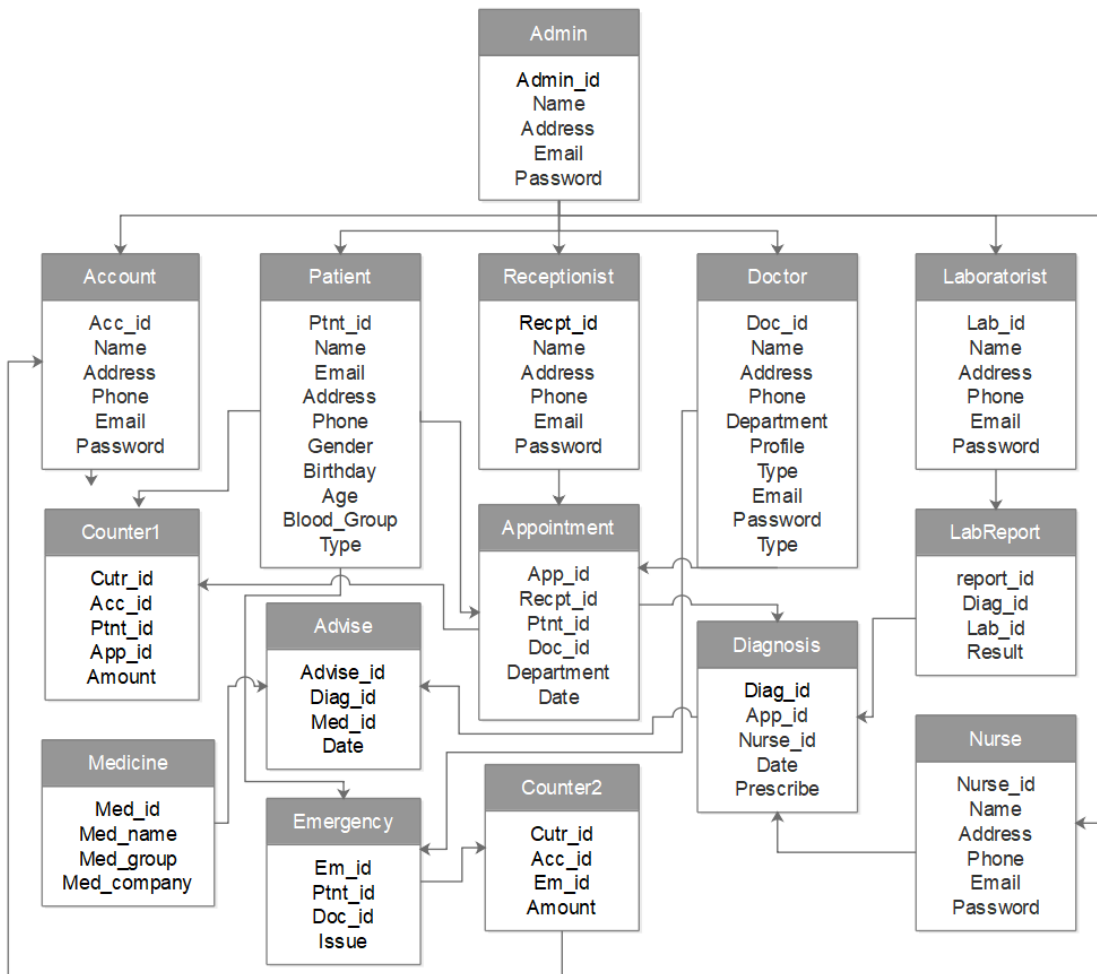 Admin
Admin_id
Name
Address
Email
Password
Account
Acc_id
Name
Address
Phone
Email
Password
Patient
Ptnt_id
Name
Email
Address
Phone
Gender
Birthday
Age
Blood_Group
Type
Receptionist
Recpt_id
Name
Address
Phone
Email
Password
Doctor
Doc_id
Name
Address
Phone
Department
Profile
Type
Email
Password
Type
Laboratorist
Lab_id
Name
Address
Phone
Email
Password
Counter1
Cutr_id
Acc_id
Ptnt_id
App_id
Amount
Appointment
App_id
Recpt_id
Ptnt_id
Doc_id
Department
Date
LabReport
report_id
Diag_id
Lab_id
Result
Advise
Advise_id
Diag_id
Med_id
Date
Diagnosis
Diag_id
App_id
Nurse_id
Date
Prescribe
Medicine
Med_id
Med_name
Med_group
Med_company
Emergency
Em_id
Ptnt_id
Doc_id
Issue
Counter2
Cutr_id
Acc_id
Em_id
Amount
Nurse
Nurse_id
Name
Address
Phone
Email
Password